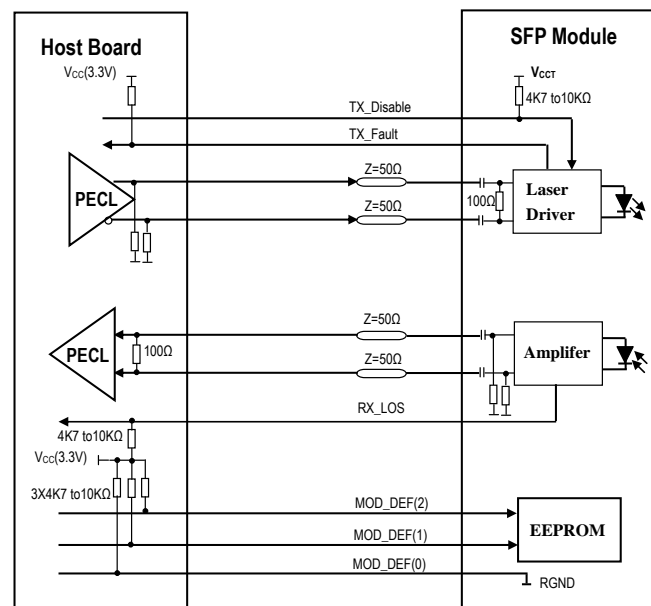 Host Board
SFP Module
VCC(3.3V)
VCCT
4K7 to10KΩ
TX_Disable
TX_Fault
PECL
Z=50Ω
Z=50Ω
100Ω
Laser
Driver
PECL
100Ω
Z=50Ω
Z=50Ω
Amplifer
RX_LOS
4K7 to10KΩ
VCC(3.3V)
3X4K7 to10KΩ
MOD_DEF(2)
MOD_DEF(1)
MOD_DEF(0)
EEPROM
RGND